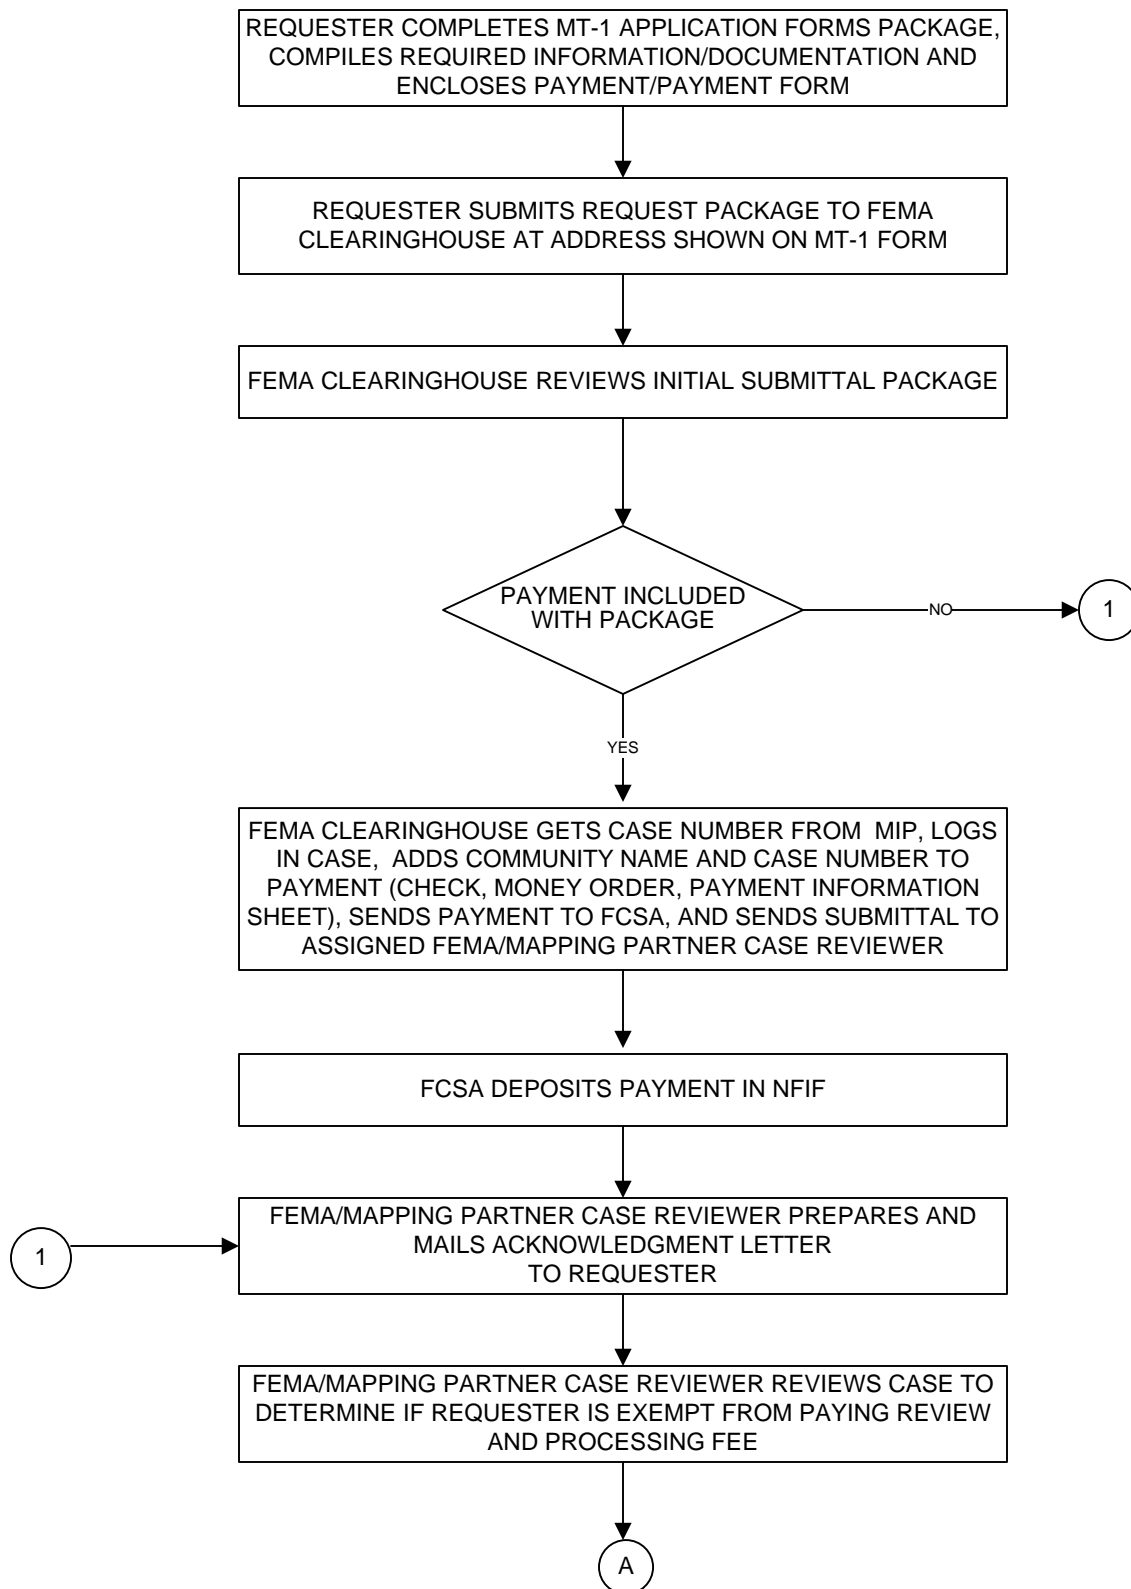 REQUESTER COMPLETES MT-1 APPLICATION FORMS PACKAGE,
COMPILES REQUIRED INFORMATION/DOCUMENTATION AND
ENCLOSES PAYMENT/PAYMENT FORM
REQUESTER SUBMITS REQUEST PACKAGE TO FEMA
CLEARINGHOUSE AT ADDRESS SHOWN ON MT-1 FORM
FEMA CLEARINGHOUSE REVIEWS INITIAL SUBMITTAL PACKAGE
PAYMENT INCLUDED
WITH PACKAGE
NO
1
YES
FEMA CLEARINGHOUSE GETS CASE NUMBER FROM MIP, LOGS
IN CASE, ADDS COMMUNITY NAME AND CASE NUMBER TO
PAYMENT (CHECK, MONEY ORDER, PAYMENT INFORMATION
SHEET), SENDS PAYMENT TO FCSA, AND SENDS SUBMITTAL TO
ASSIGNED FEMA/MAPPING PARTNER CASE REVIEWER
FCSA DEPOSITS PAYMENT IN NFIF
1
FEMA/MAPPING PARTNER CASE REVIEWER PREPARES AND
MAILS ACKNOWLEDGMENT LETTER
TO REQUESTER
FEMA/MAPPING PARTNER CASE REVIEWER REVIEWS CASE TO
DETERMINE IF REQUESTER IS EXEMPT FROM PAYING REVIEW
AND PROCESSING FEE
A